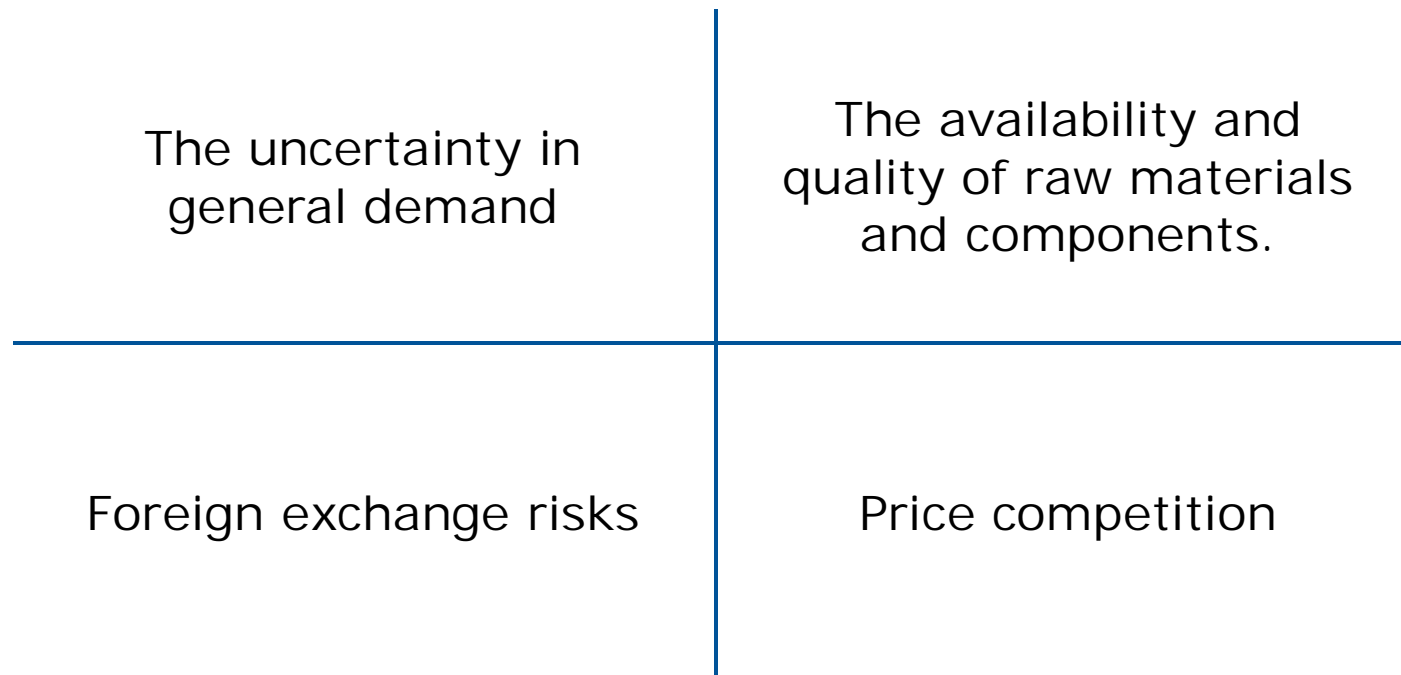 The uncertainty in
general demand
The availability and
quality of raw materials
and components.
Foreign exchange risks
Price competition